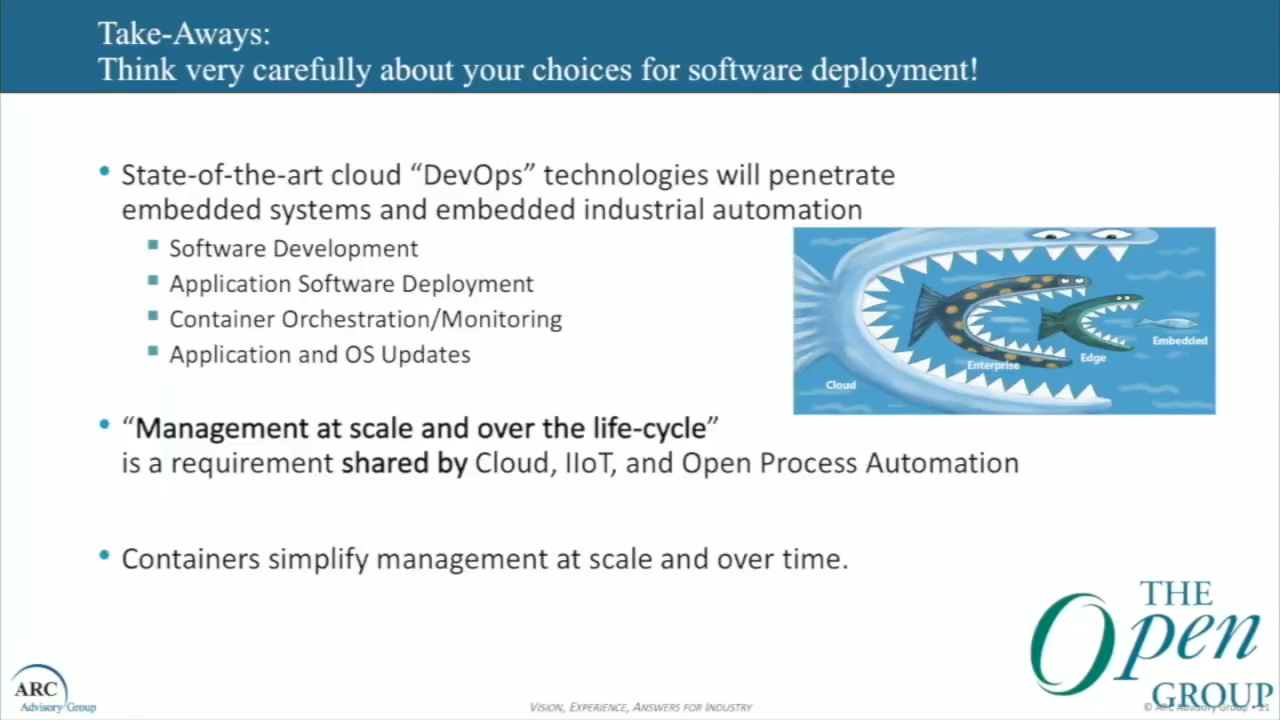 Take-Aways:
Think very carefully about your choices for software deployment!
• State-of-the-art cloud “DevOps” technologies will penetrate
embedded systems and embedded industrial automation
▪ Software Development
▪ Application Software Deployment
▪ Container Orchestration/Monitoring
▪ Application and OS Updates
Cloud
Enterprise
Edge
Embedded
• “Management at scale and over the life-cycle”
is a requirement shared by Cloud, IIoT, and Open Process Automation
• Containers simplify management at scale and over time.
THE
Open
GROUP
ARC
Advisory Group
VISION, EXPERIENCE, ANSWERS FOR INDUSTRY
© ARC Advisory Group • 21